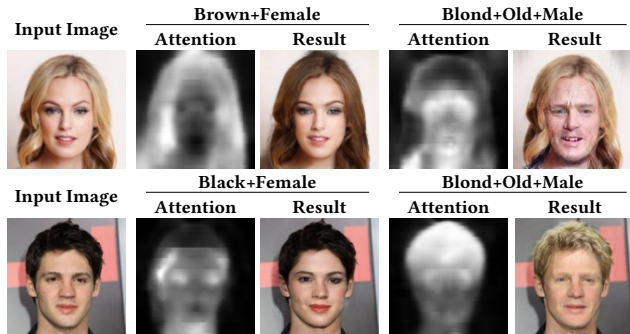 Input Image
Brown+Female
Blond+Old+Male
Attention
Result
Attention
Result
Input Image
Black+Female
Blond+Old+Male
Attention
Result
Attention
Result